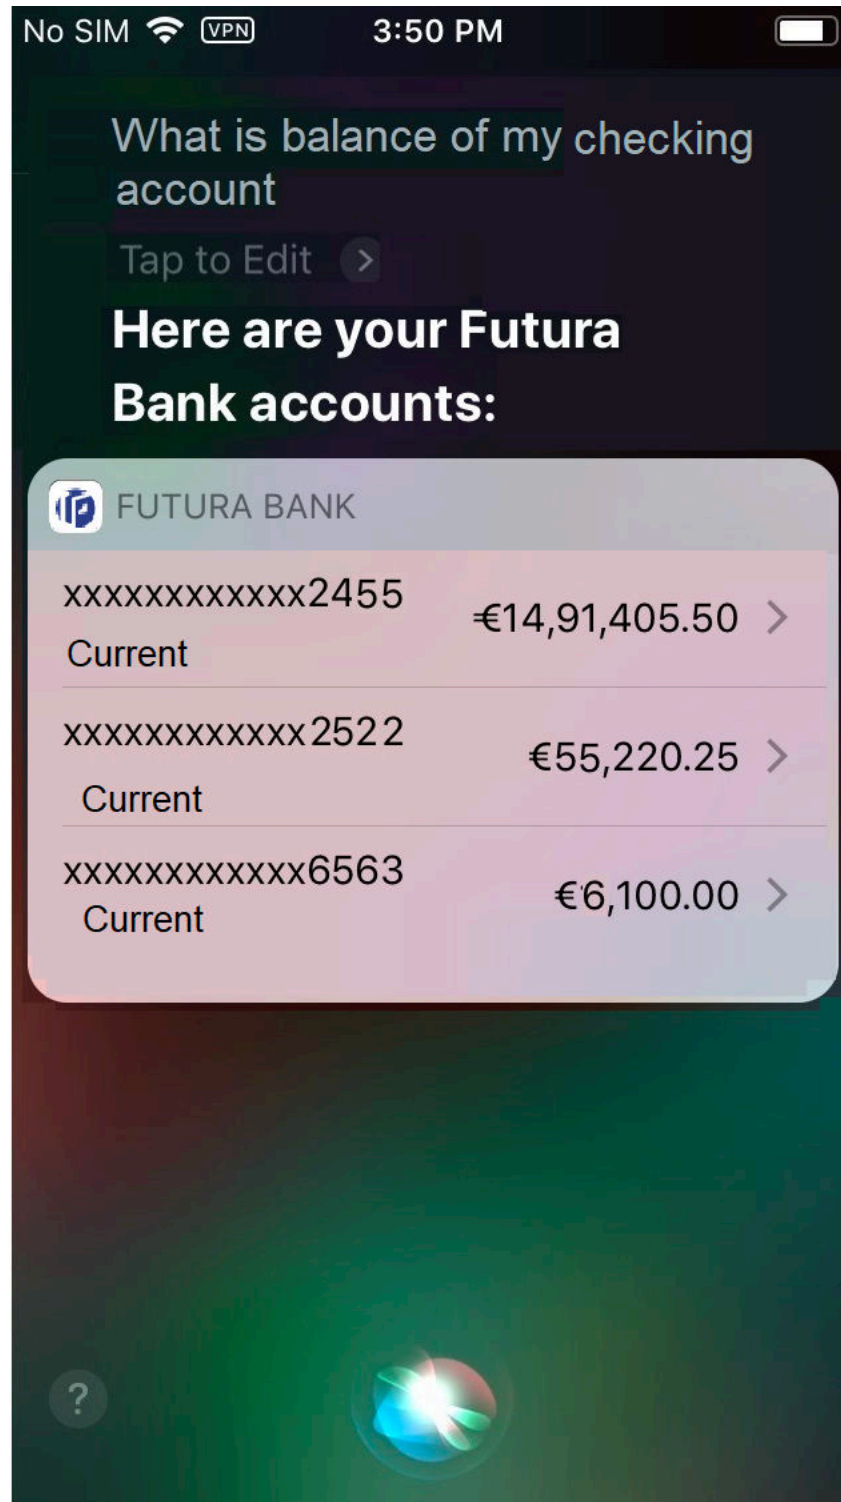 No SIM VPN 3:50 PM
What is balance of my checking
account
Tap to Edit >
Here are your Futura
Bank accounts:
FUTURA BANK
xxxxxxxxxxxx2455
€14,91,405.50
Current
xxxxxxxxxxxx2522
€55,220.25
Current
xxxxxxxxxxxx6563
€6,100.00
Current
?